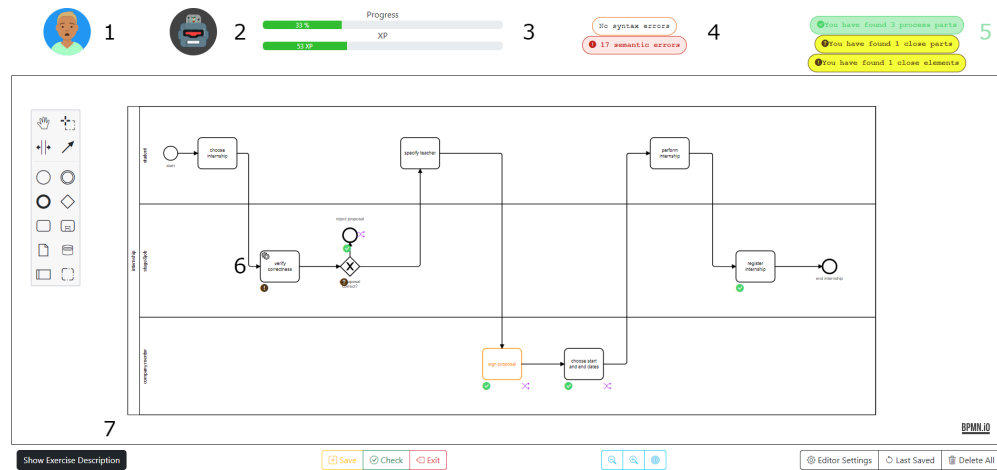 1
2
Progress
33 %
XP
53 XP
3
No syntax errors
17 semantic errors
4
You have found 3 process parts
You have found 1 close parts
You have found 1 close elements
5
student
start
choose
internship
specify teacher
perform
internship
internship
stage@pb
reject proposal
6
verify
correctness
proposal
correct?
register
internship
end internship
company mentor
sign proposal
choose start
and end dates
7
BPMN.iO
Show Exercise Description
Save
Check
Exit
Editor Settings
Last Saved
Delete All